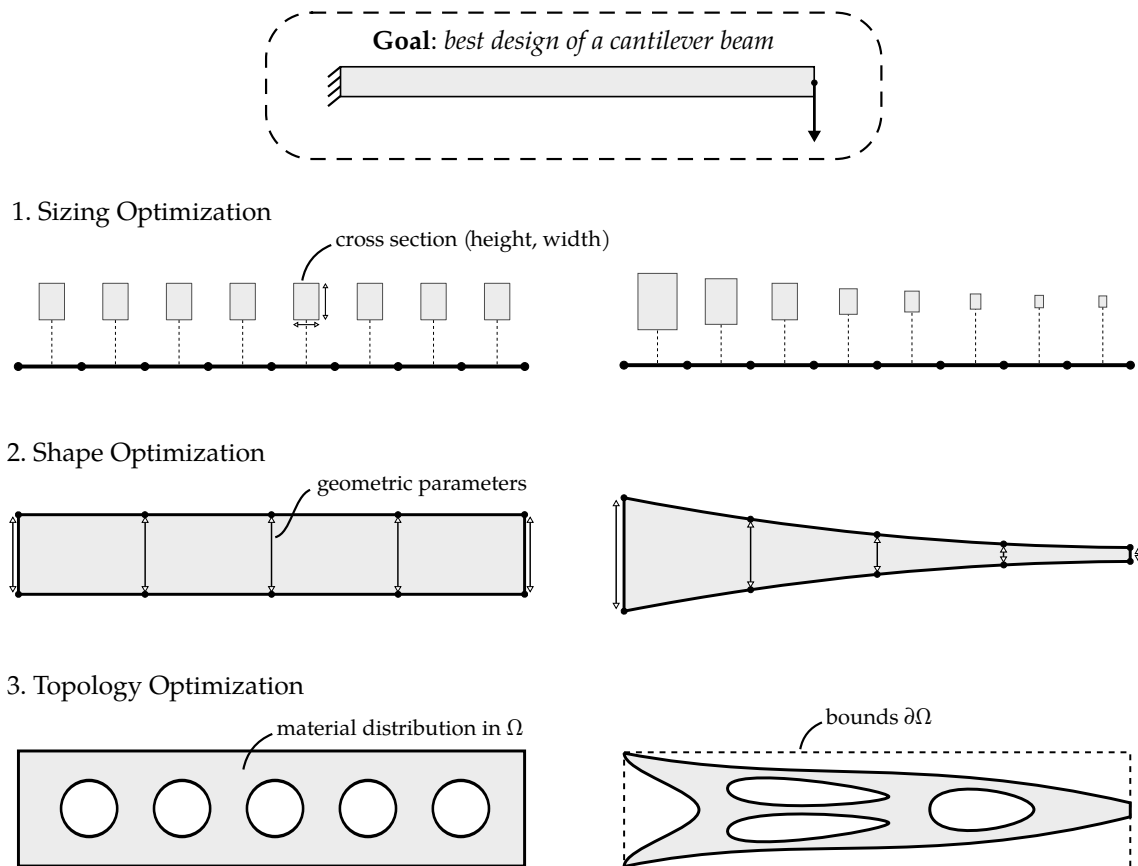 Goal: best design of a cantilever beam
1. Sizing Optimization
cross section (height, width)
2. Shape Optimization
geometric parameters
3. Topology Optimization
material distribution in Ω
bounds ∂Ω